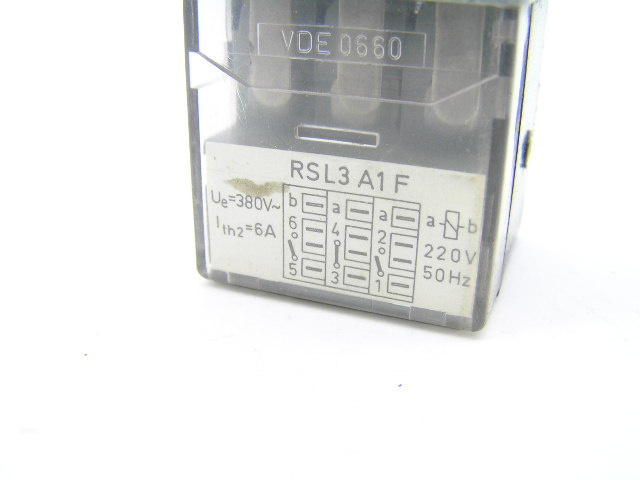 VDE 0660
RSL3 A1 F
Ue=380V~
Ith2=6A
b a a a b
6 4 2
220V
50Hz
5 3 1